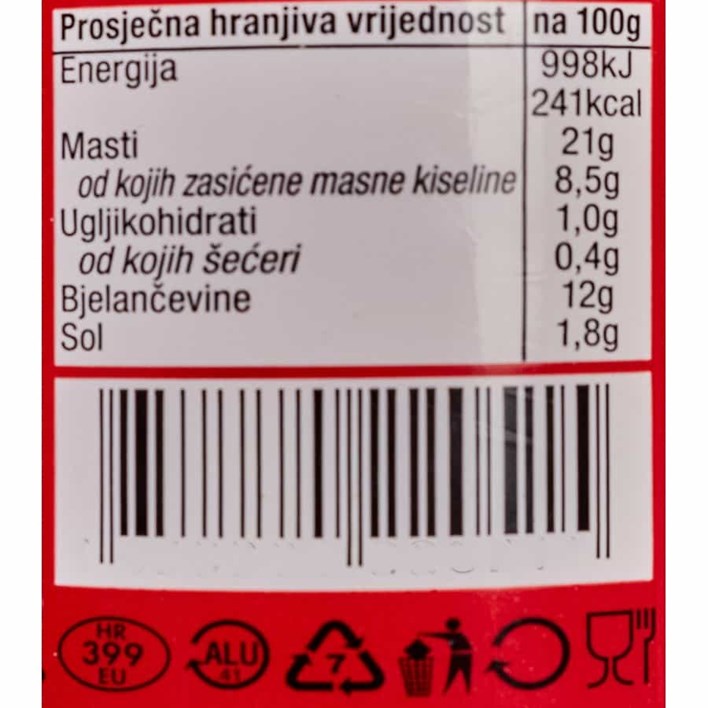 Prosječna hranjiva vrijednost na 100g
Energija 998kJ
241kcal
Masti 21g
od kojih zasićene masne kiseline 8,5g
Ugljikohidrati 1,0g
od kojih šećeri 0,4g
Bjelančevine 12g
Sol 1,8g
HR
399
EU
ALU
41
7